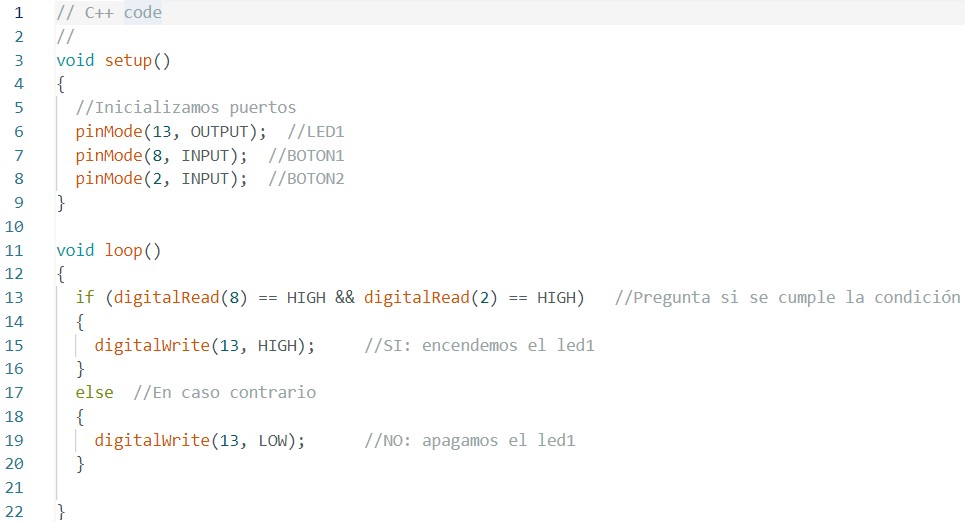 1 // C++ code
2 //
3 void setup()
4 {
5   //Inicializamos puertos
6   pinMode(13, OUTPUT);  //LED1
7   pinMode(8, INPUT);  //BOTON1
8   pinMode(2, INPUT);  //BOTON2
9 }
10
11 void loop()
12 {
13   if (digitalRead(8) == HIGH && digitalRead(2) == HIGH)   //Pregunta si se cumple la condición
14   {
15     digitalWrite(13, HIGH);     //SI: encendemos el led1
16   }
17   else  //En caso contrario
18   {
19     digitalWrite(13, LOW);      //NO: apagamos el led1
20   }
21
22 }